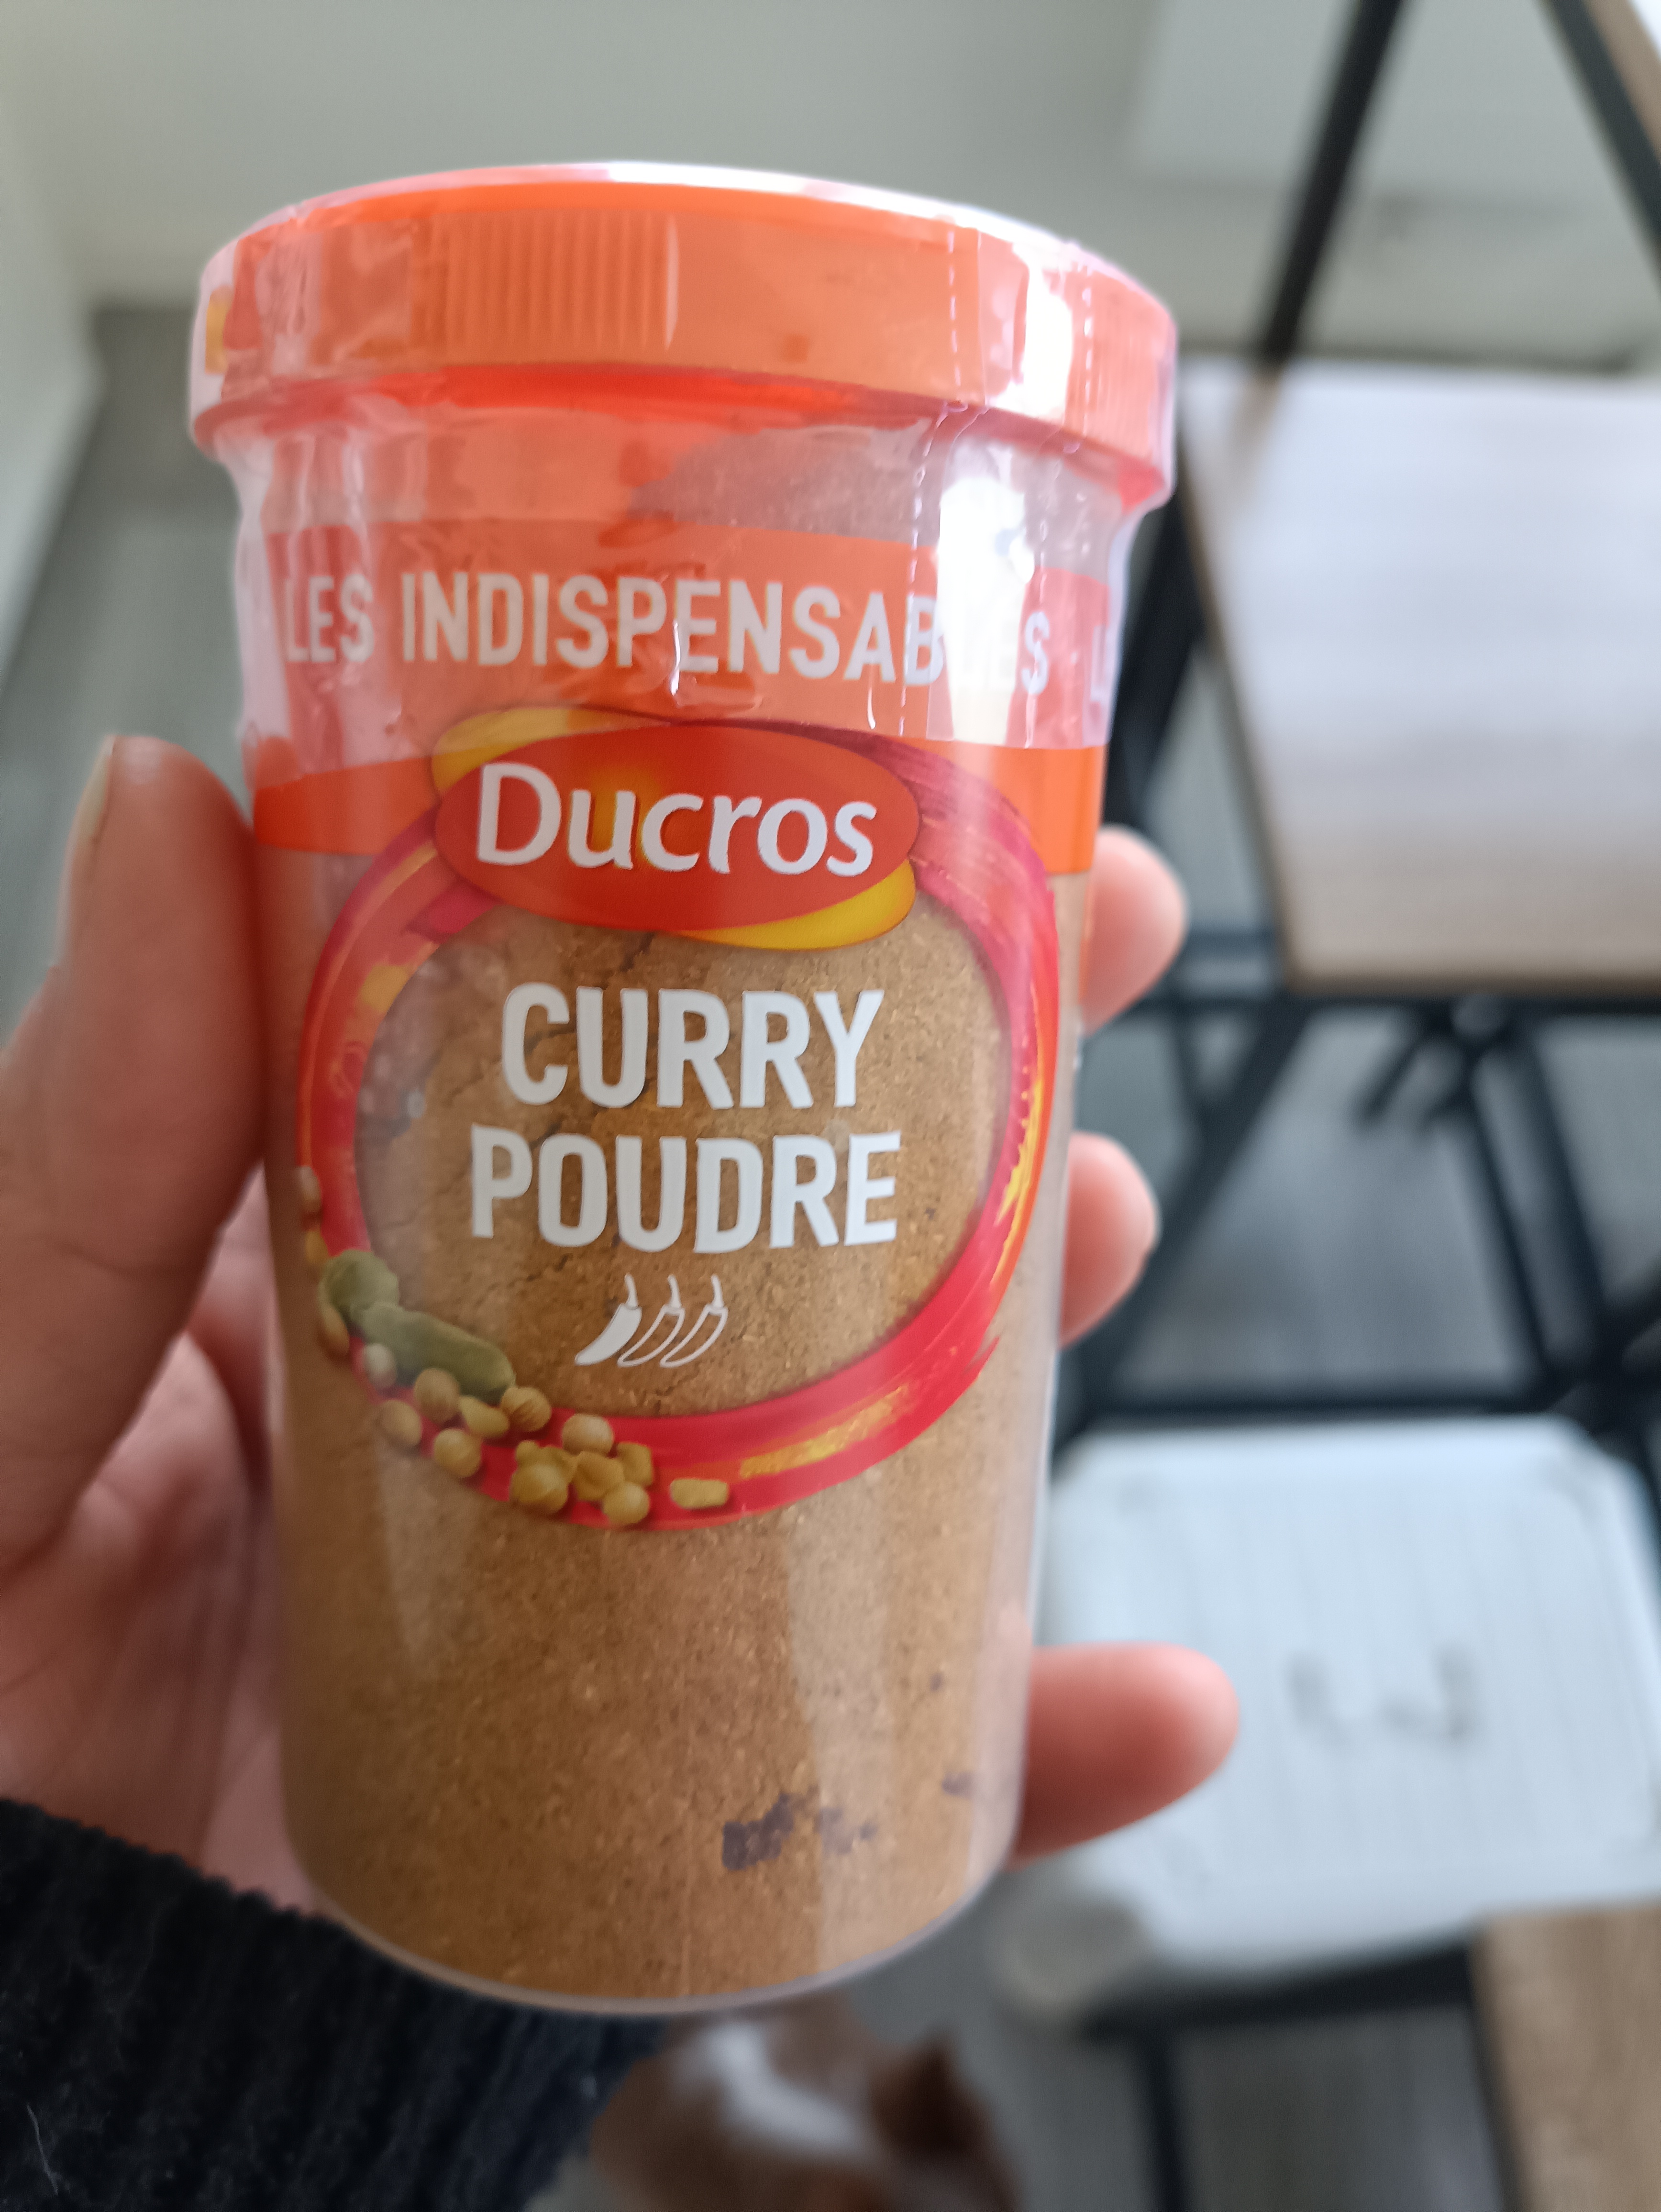 LES INDISPENSABLES
Ducros
CURRY
POUDRE